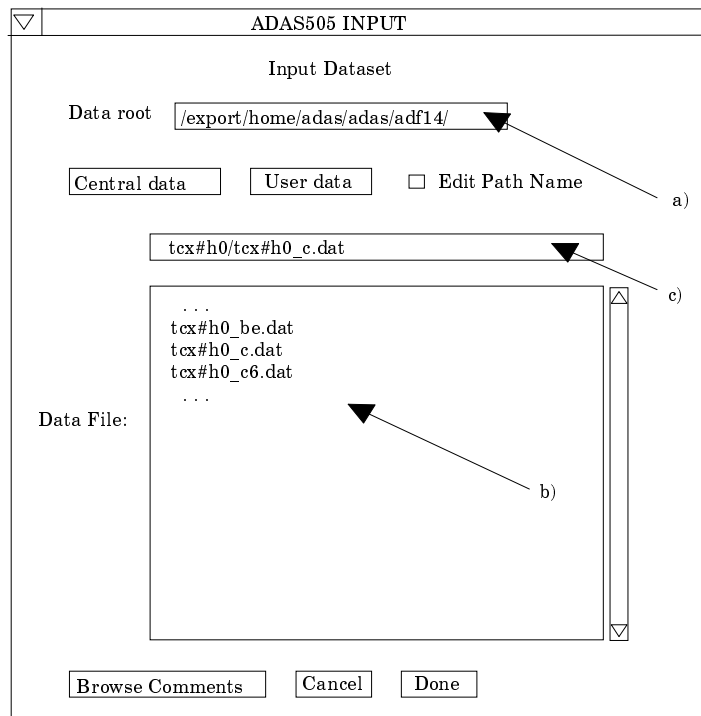 ADAS505 INPUT
Input Dataset
Data root /export/home/adas/adas/adf14/
a)
Central data User data Edit Path Name
tcx#h0/tcx#h0_c.dat
c)
. . .
tcx#h0_be.dat
tcx#h0_c.dat
tcx#h0_c6.dat
. . .
Data File:
b)
Browse Comments Cancel Done